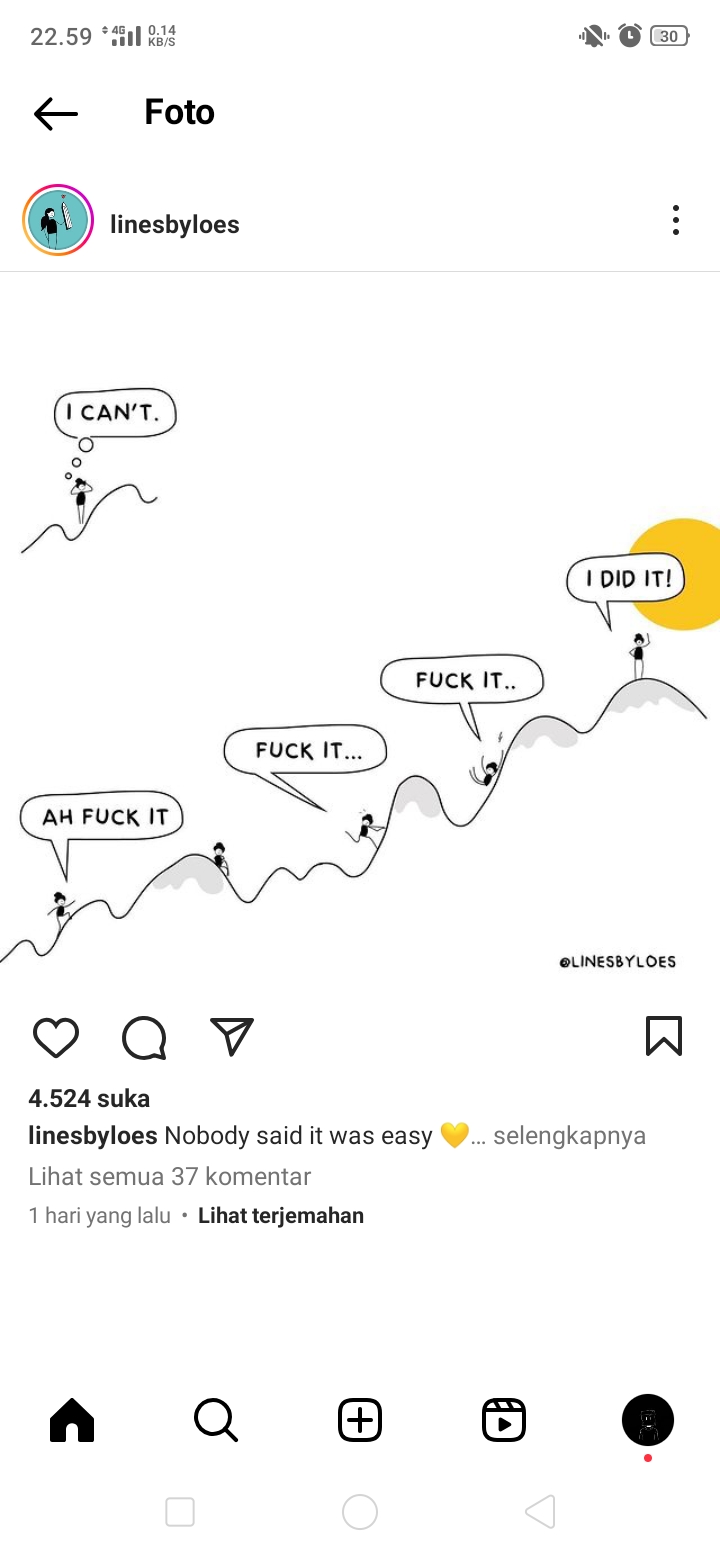 22.59 4G 0.14 KB/S 30
Foto
linesbyloes
I CAN'T.
I DID IT!
FUCK IT..
FUCK IT...
AH FUCK IT
@LINESBYLOES
4.524 suka
linesbyloes Nobody said it was easy 💛... selengkapnya
Lihat semua 37 komentar
1 hari yang lalu • Lihat terjemahan